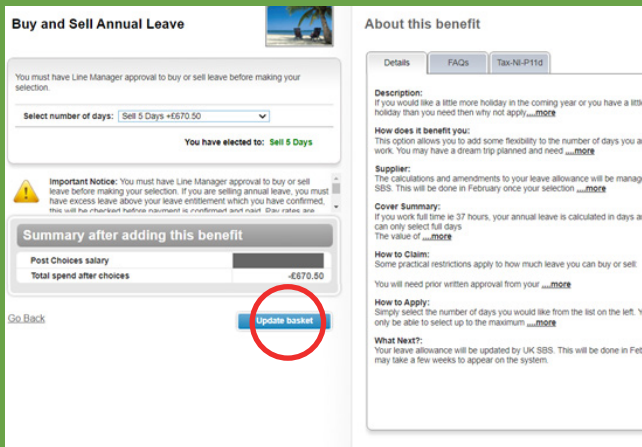 Buy and Sell Annual Leave
You must have Line Manager approval to buy or sell leave before making your
selection.
Select number of days: Sell 5 Days +£670.50
You have elected to: Sell 5 Days
Important Notice: You must have Line Manager approval to buy or sell
leave before making your selection. If you are selling annual leave, you must
have excess leave above your leave entitlement which you have confirmed,
this will be checked before payment is confirmed and paid. Pay rates are
Summary after adding this benefit
Post Choices salary
Total spend after choices -£670.50
Go Back
Update basket
About this benefit
Details FAQs Tax-NI-P11d
Description:
If you would like a little more holiday in the coming year or you have a
holiday than you need then why not apply....more
How does it benefit you:
This option allows you to add some flexibility to the number of days you
work. You may have a dream trip planned and need ....more
Supplier:
The calculations and amendments to your leave allowance will be
SBS. This will be done in February once your selection ....more
Cover Summary:
If you work full time ie 37 hours, your annual leave is calculated in days
can only select full days
The value of ....more
How to Claim:
Some practical restrictions apply to how much leave you can buy or sell:
You will need prior written approval from your ....more
How to Apply:
Simply select the number of days you would like from the list on the left.
only be able to select up to the maximum ....more
What Next?:
Your leave allowance will be updated by UK SBS. This will be done in
may take a few weeks to appear on the system.